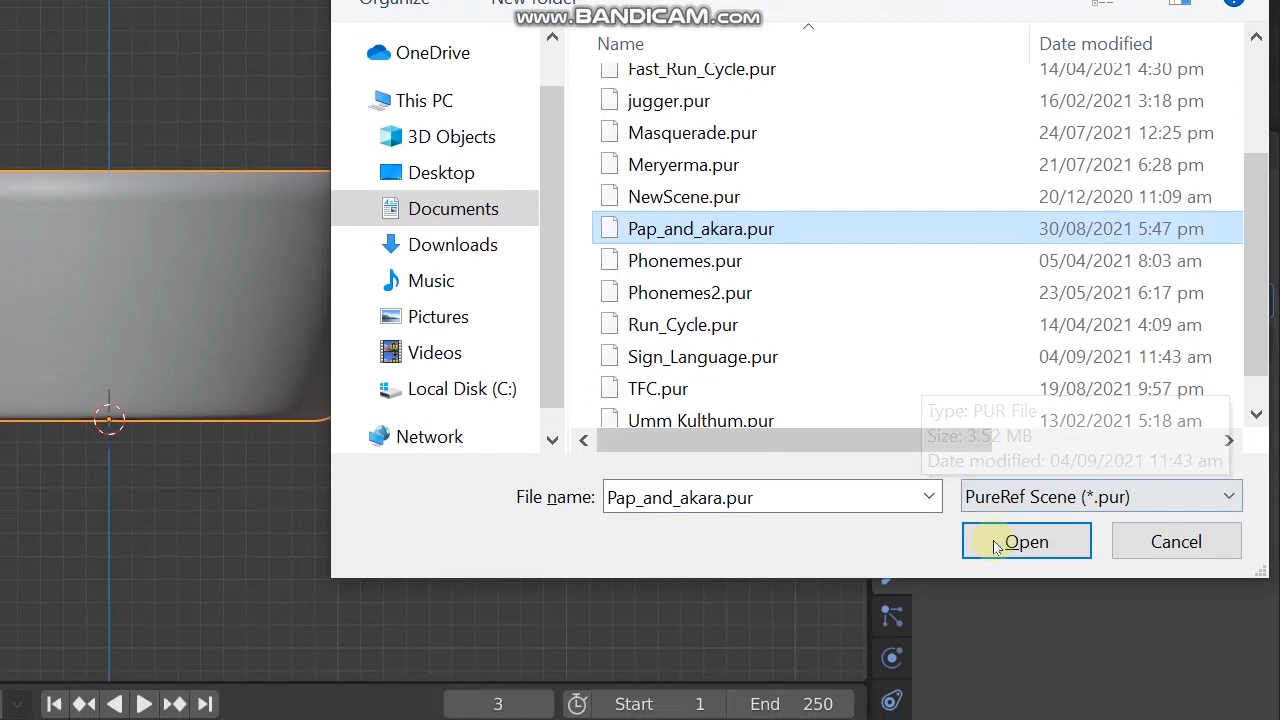 Organize New folder
www.BANDICAM.com
Name Date modified
OneDrive
This PC
3D Objects
Desktop
Documents
Downloads
Music
Pictures
Videos
Local Disk (C:)
Network
Fast_Run_Cycle.pur 14/04/2021 4:30 pm
jugger.pur 16/02/2021 3:18 pm
Masquerade.pur 24/07/2021 12:25 pm
Meryerma.pur 21/07/2021 6:28 pm
NewScene.pur 20/12/2020 11:09 am
Pap_and_akara.pur 30/08/2021 5:47 pm
Phonemes.pur 05/04/2021 8:03 am
Phonemes2.pur 23/05/2021 6:17 pm
Run_Cycle.pur 14/04/2021 4:09 am
Sign_Language.pur 04/09/2021 11:43 am
TFC.pur 19/08/2021 9:57 pm
Umm Kulthum.pur 13/02/2021 5:18 am
Type: PUR File
Size: 3.52 MB
Date modified: 04/09/2021 11:43 am
File name: Pap_and_akara.pur PureRef Scene (*.pur)
Open Cancel
3 Start 1 End 250